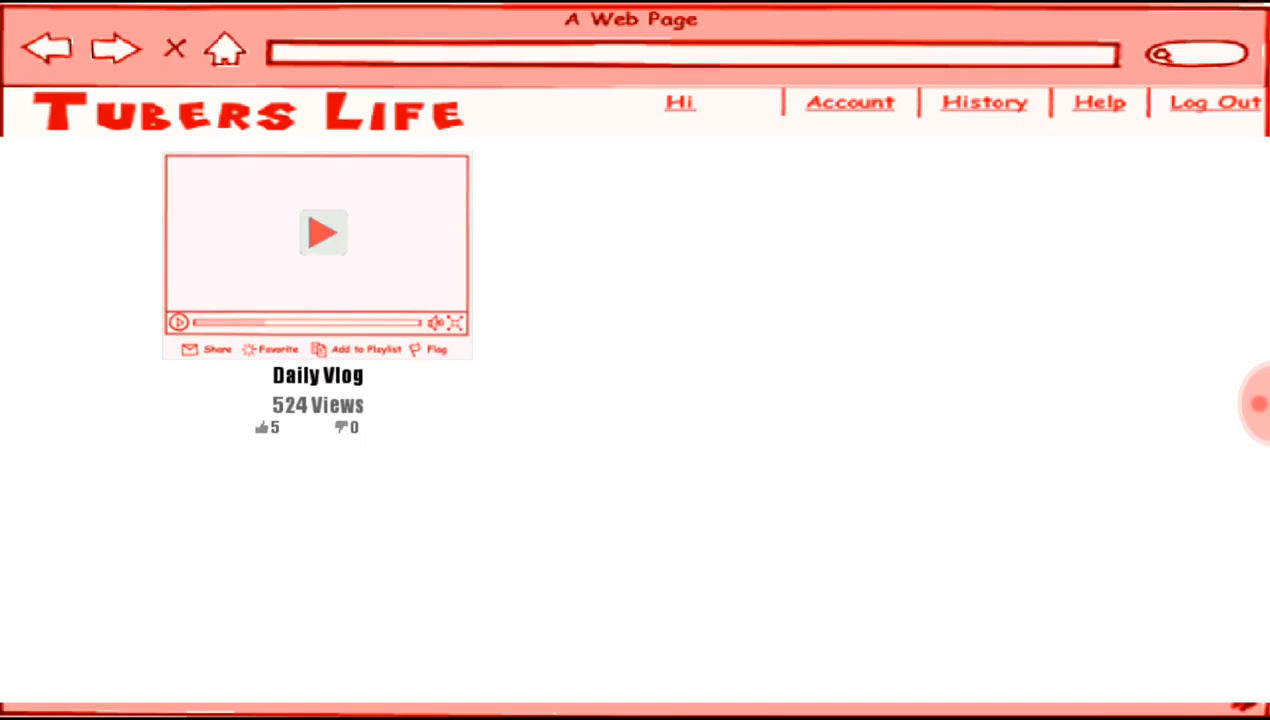 A Web Page
TUBERS LIFE
Hi Account History Help Log Out
Share Favorite Add to Playlist Flag
Daily Vlog
524 Views
5 0